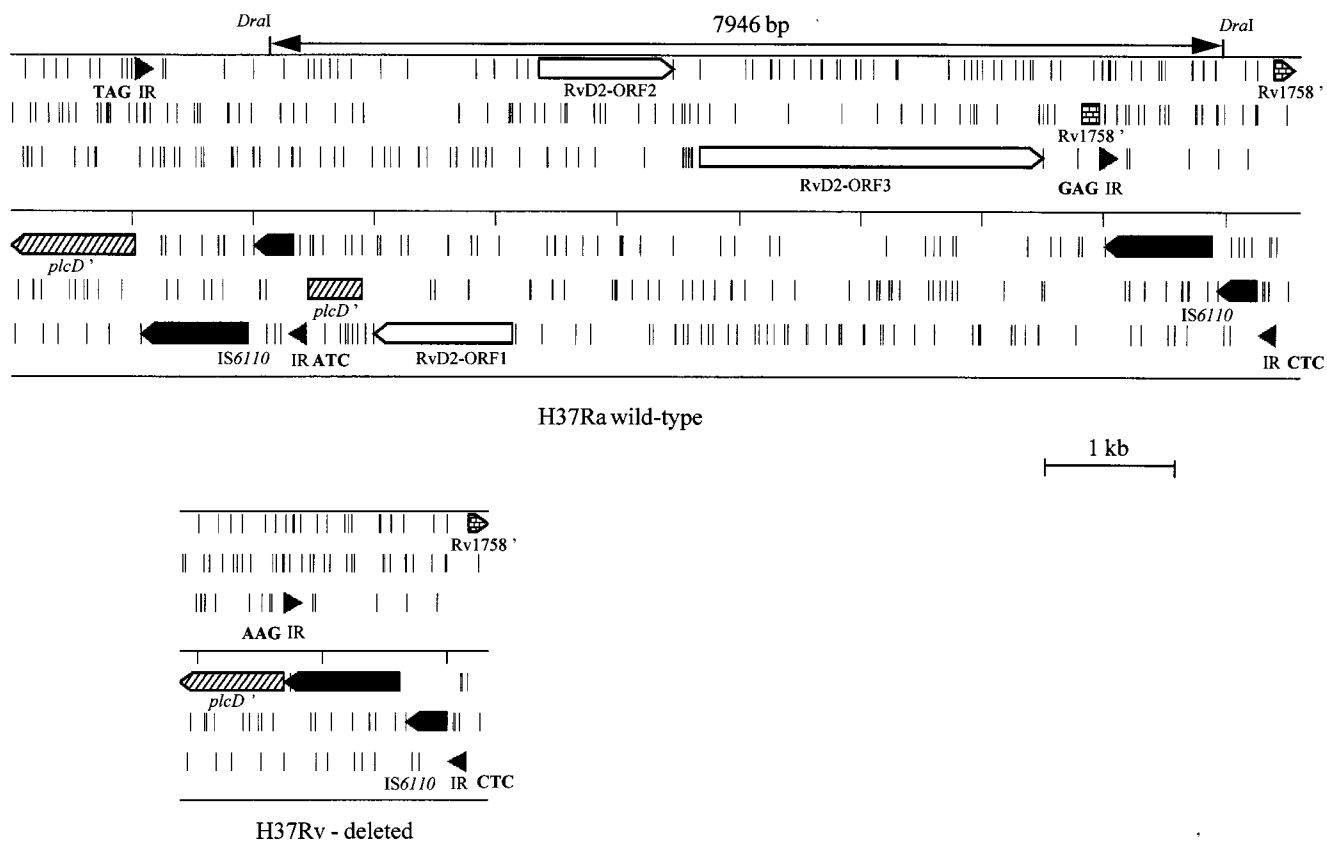 DraI 7946 bp DraI
TAG IR RvD2-ORF2 Rv1758 '
Rv1758 '
RvD2-ORF3 GAG IR
plcD '
plcD ' IS6110
IS6110 IR ATC RvD2-ORF1 IR CTC
H37Ra wild-type
1 kb
Rv1758 '
AAG IR
plcD '
IS6110 IR CTC
H37Rv - deleted